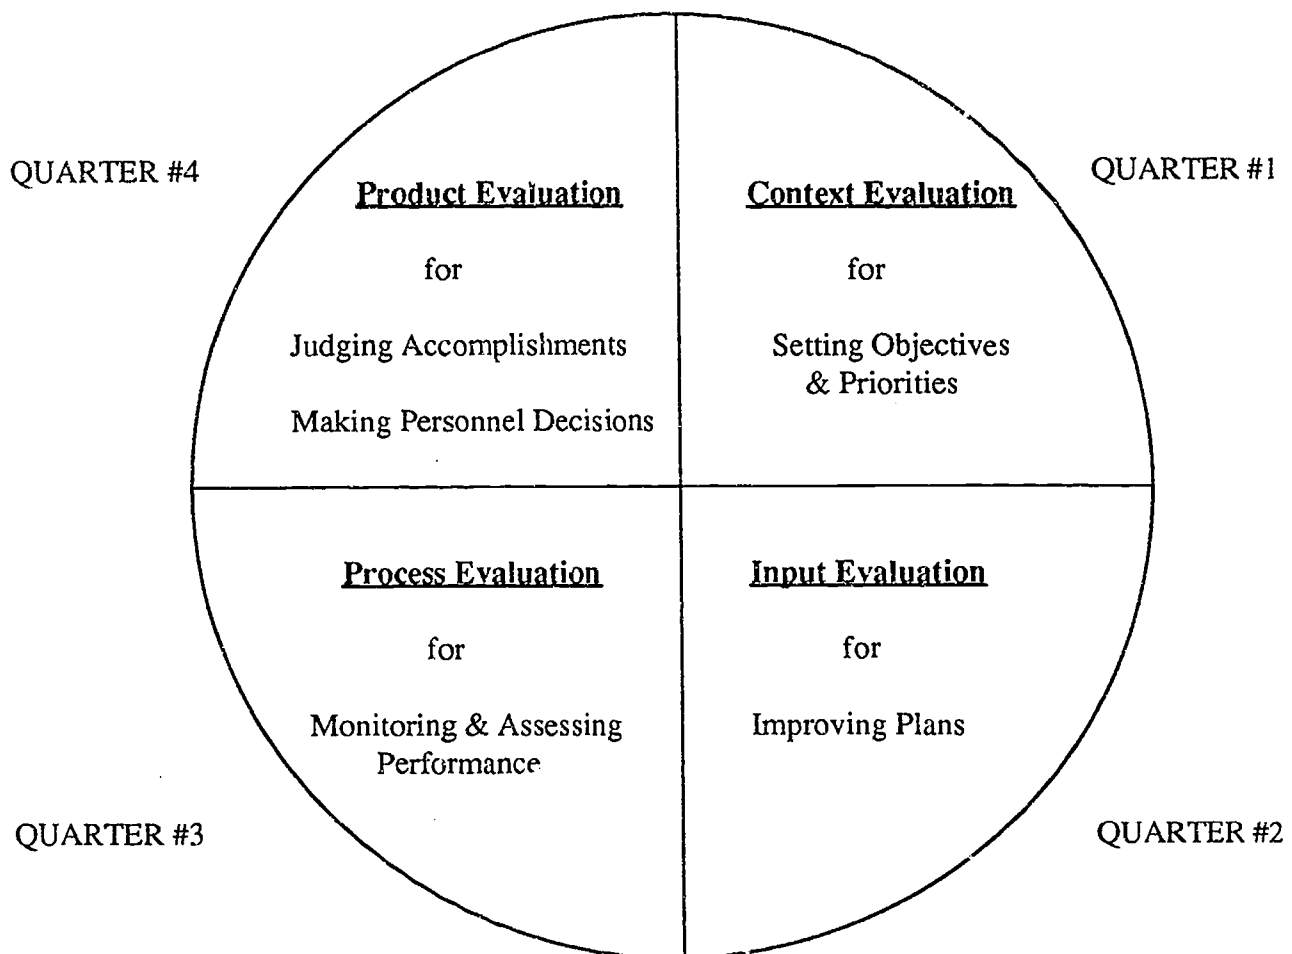 QUARTER #4
Product Evaluation
for
Judging Accomplishments
Making Personnel Decisions
QUARTER #1
Context Evaluation
for
Setting Objectives
& Priorities
QUARTER #3
Process Evaluation
for
Monitoring & Assessing
Performance
QUARTER #2
Input Evaluation
for
Improving Plans